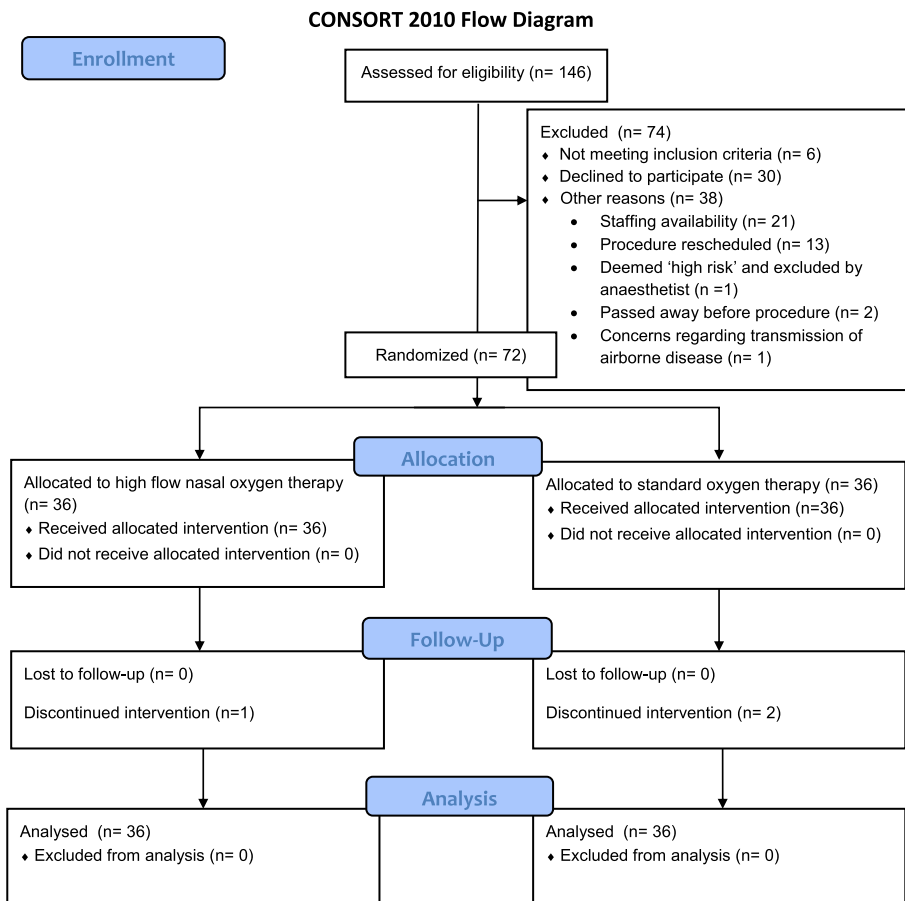 CONSORT 2010 Flow Diagram
Enrollment
Assessed for eligibility (n= 146)
Excluded (n= 74)
♦ Not meeting inclusion criteria (n= 6)
♦ Declined to participate (n= 30)
♦ Other reasons (n= 38)
• Staffing availability (n= 21)
• Procedure rescheduled (n= 13)
• Deemed ‘high risk’ and excluded by
anaesthetist (n =1)
• Passed away before procedure (n= 2)
• Concerns regarding transmission of
airborne disease (n= 1)
Randomized (n= 72)
Allocation
Allocated to high flow nasal oxygen therapy
(n= 36)
♦ Received allocated intervention (n= 36)
♦ Did not receive allocated intervention (n= 0)
Allocated to standard oxygen therapy (n= 36)
♦ Received allocated intervention (n=36)
♦ Did not receive allocated intervention (n= 0)
Follow-Up
Lost to follow-up (n= 0)
Discontinued intervention (n=1)
Lost to follow-up (n= 0)
Discontinued intervention (n= 2)
Analysis
Analysed (n= 36)
♦ Excluded from analysis (n= 0)
Analysed (n= 36)
♦ Excluded from analysis (n= 0)